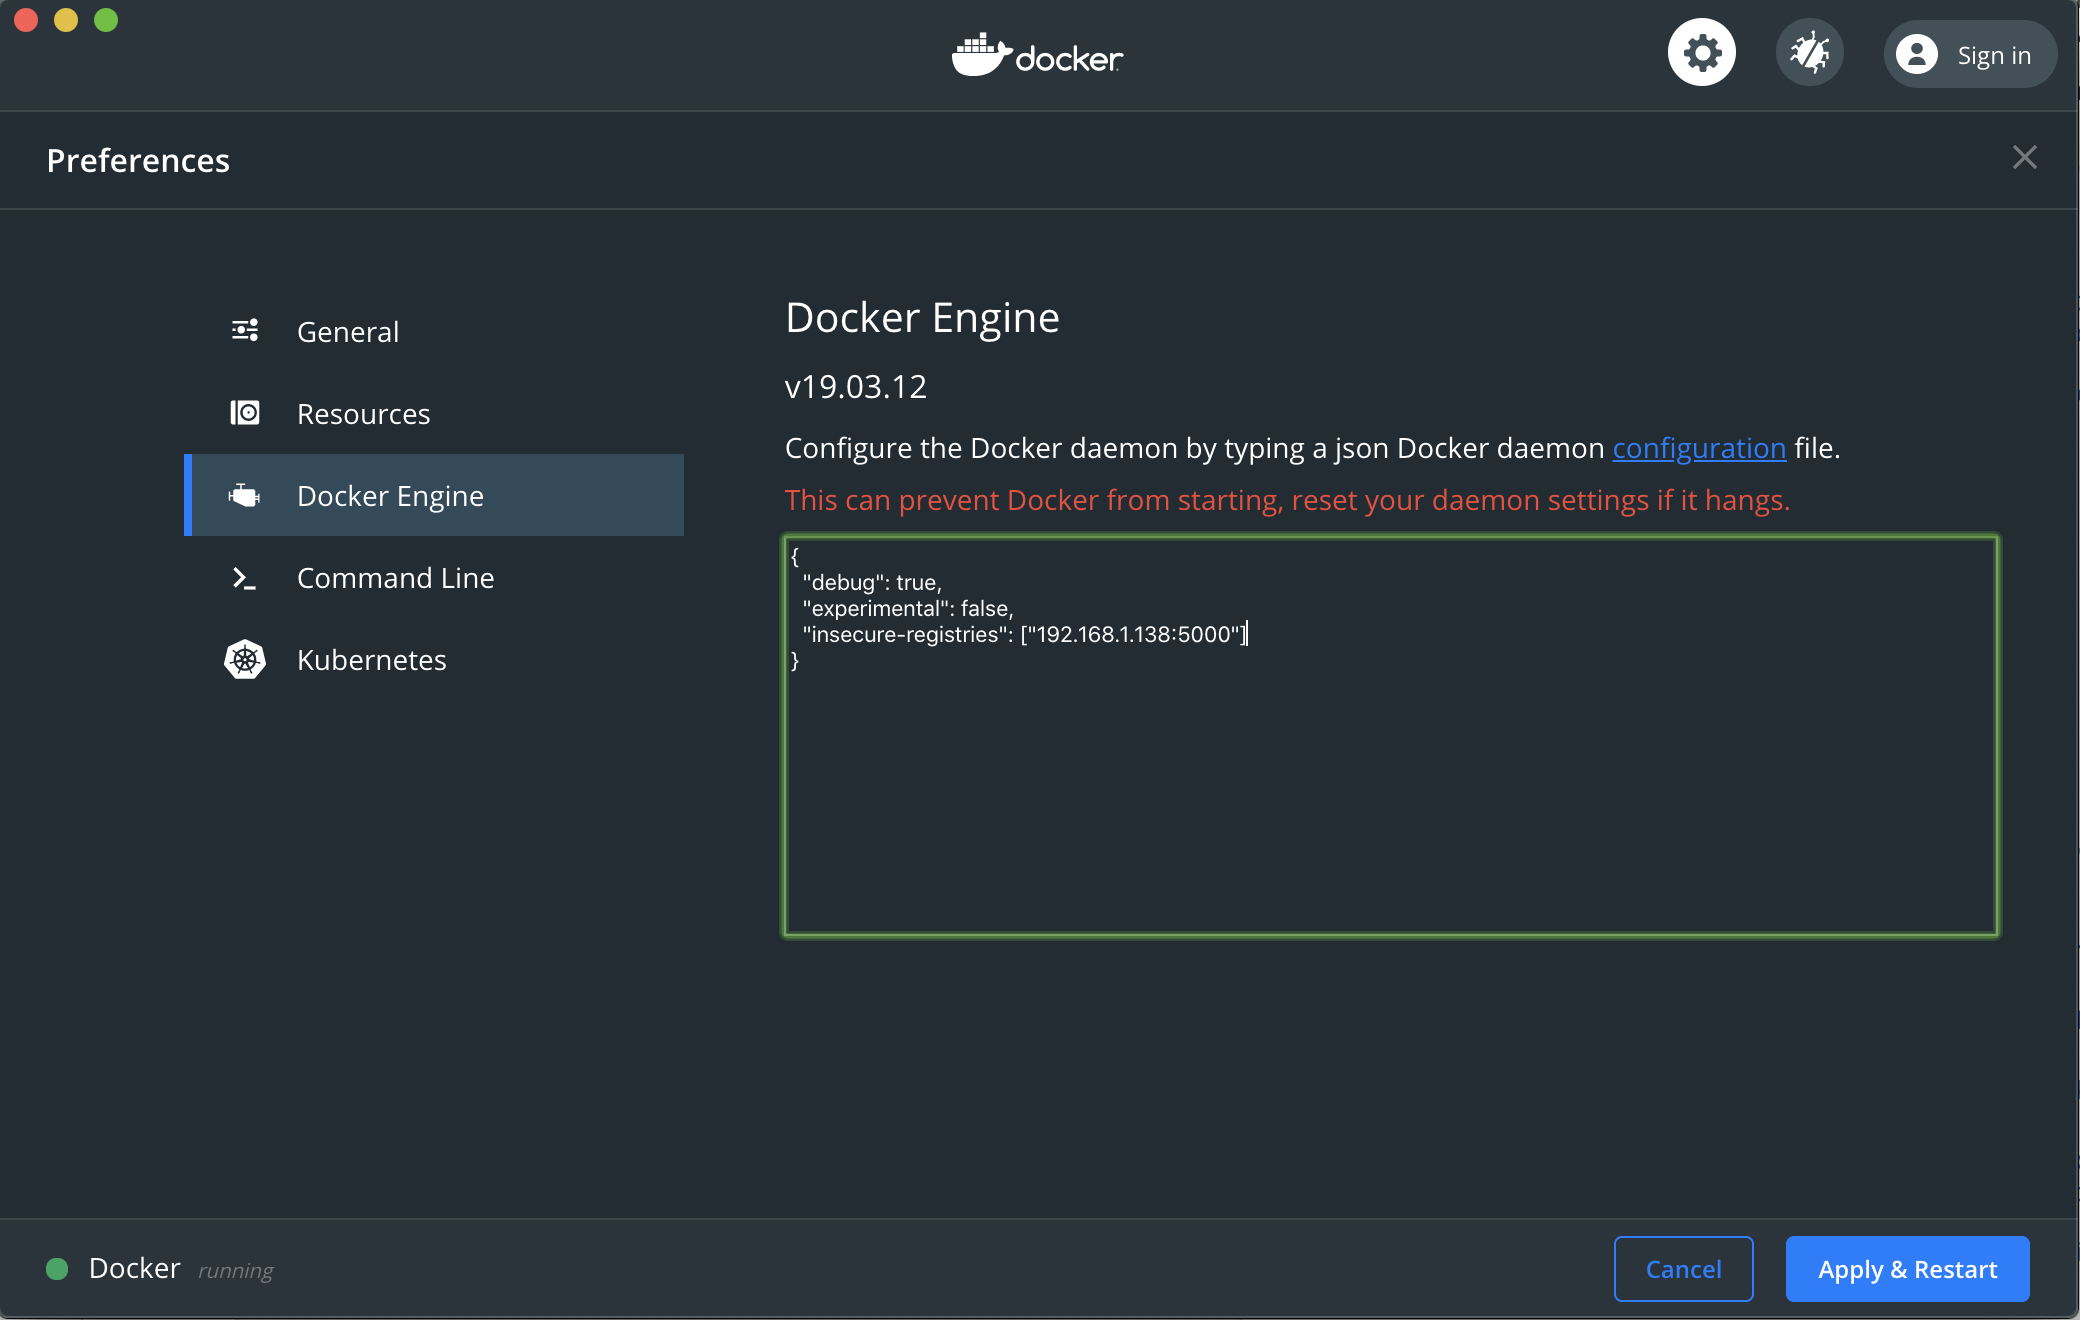 docker
Sign in
Preferences
General
Resources
Docker Engine
Command Line
Kubernetes
Docker Engine
v19.03.12
Configure the Docker daemon by typing a json Docker daemon configuration file.
This can prevent Docker from starting, reset your daemon settings if it hangs.
{
"debug": true,
"experimental": false,
"insecure-registries": ["192.168.1.138:5000"]
}
Docker running
Cancel
Apply & Restart